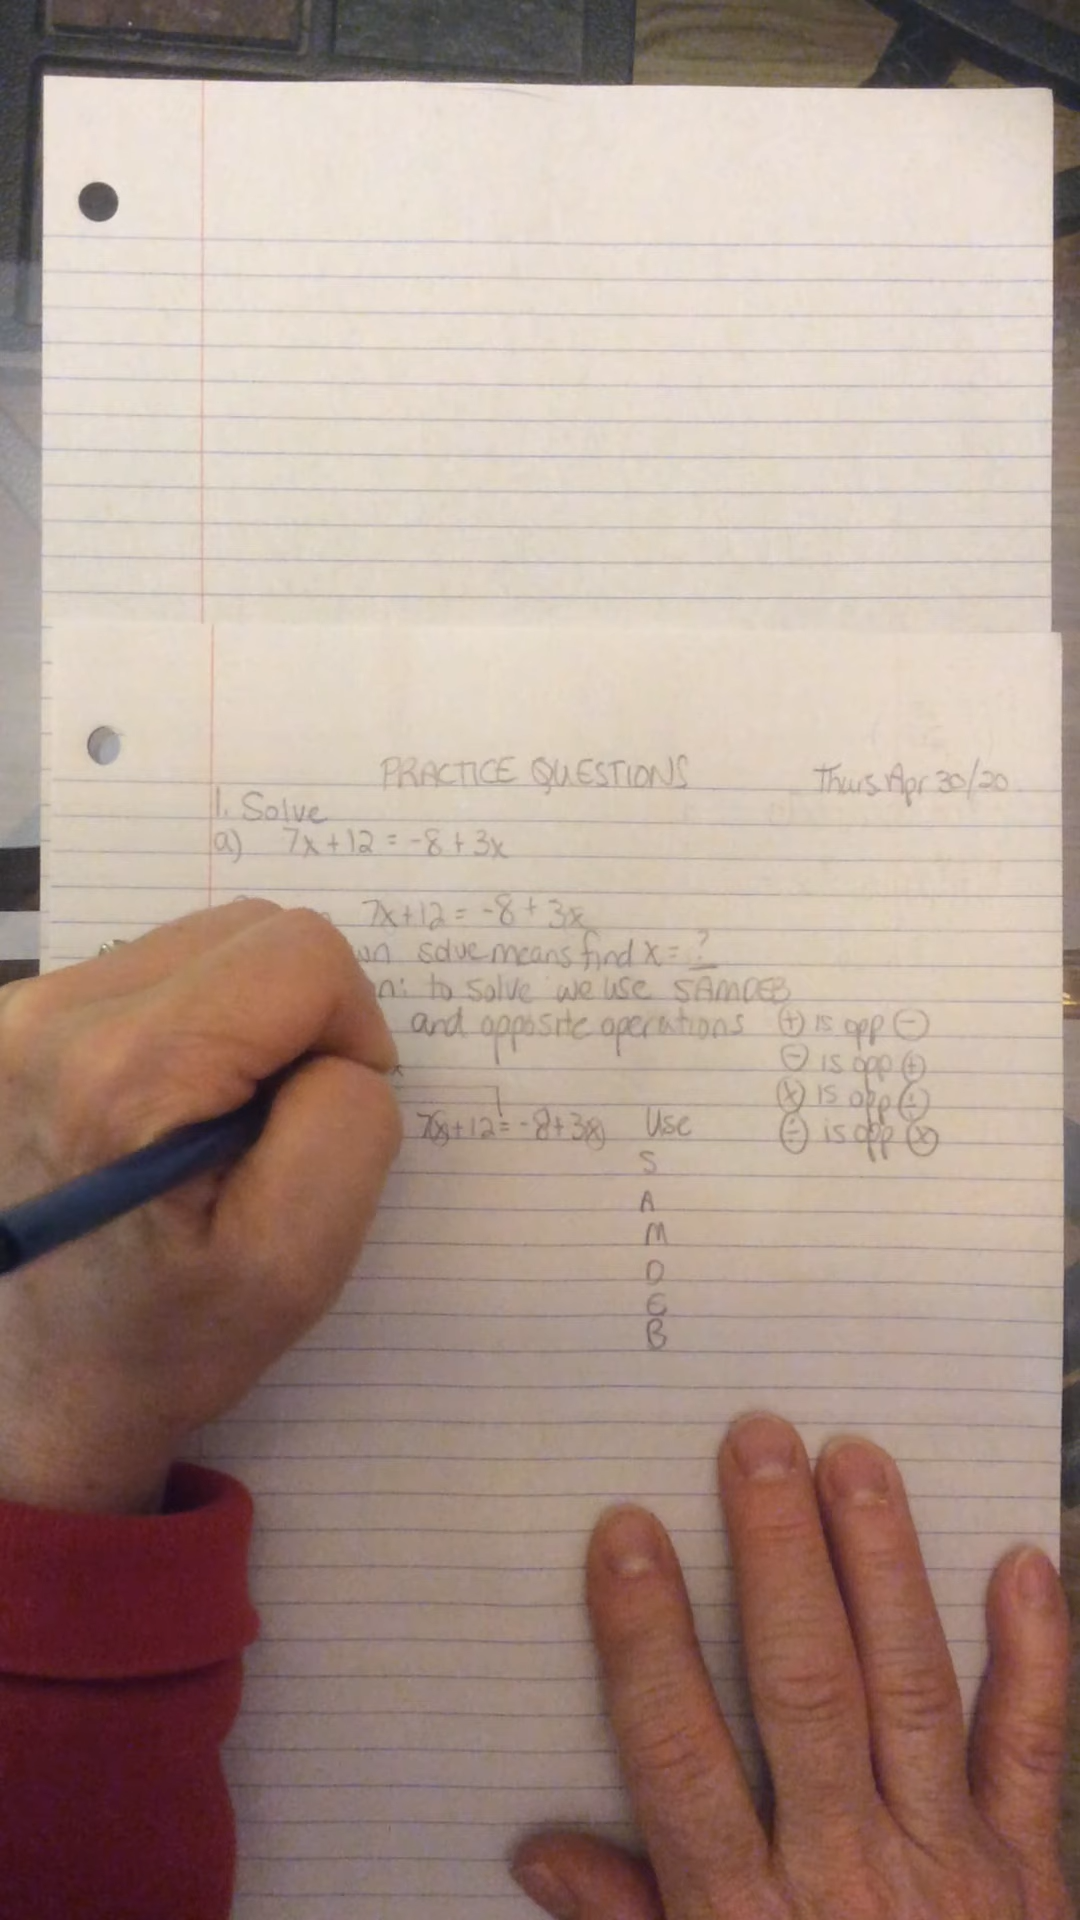 PRACTICE QUESTIONS Thurs Apr 30/20
1. Solve
a) 7x+12 = -8+3x
7x+12 = -8+3x
solve means find x = ?
n: to solve we use SAMDEB
and opposite operations (+) is opp (-)
(-) is opp (+)
(x) is opp (÷)
7x+12 = -8+3x Use (÷) is opp (x)
S
A
M
D
E
B